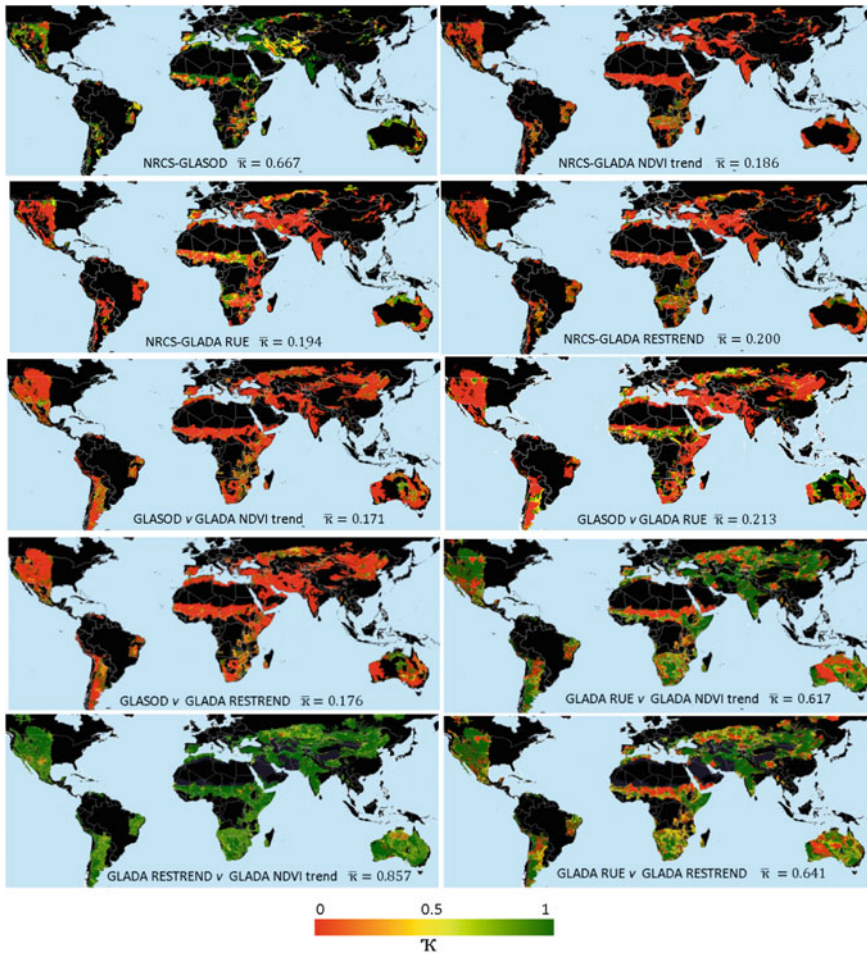 NRCS-GLASOD κ̅ = 0.667
NRCS-GLADA NDVI trend κ̅ = 0.186
NRCS-GLADA RUE κ̅ = 0.194
NRCS-GLADA RESTREND κ̅ = 0.200
GLASOD v GLADA NDVI trend κ̅ = 0.171
GLASOD v GLADA RUE κ̅ = 0.213
GLASOD v GLADA RESTREND κ̅ = 0.176
GLADA RUE v GLADA NDVI trend κ̅ = 0.617
GLADA RESTREND v GLADA NDVI trend κ̅ = 0.857
GLADA RUE v GLADA RESTREND κ̅ = 0.641
0 0.5 1
κ